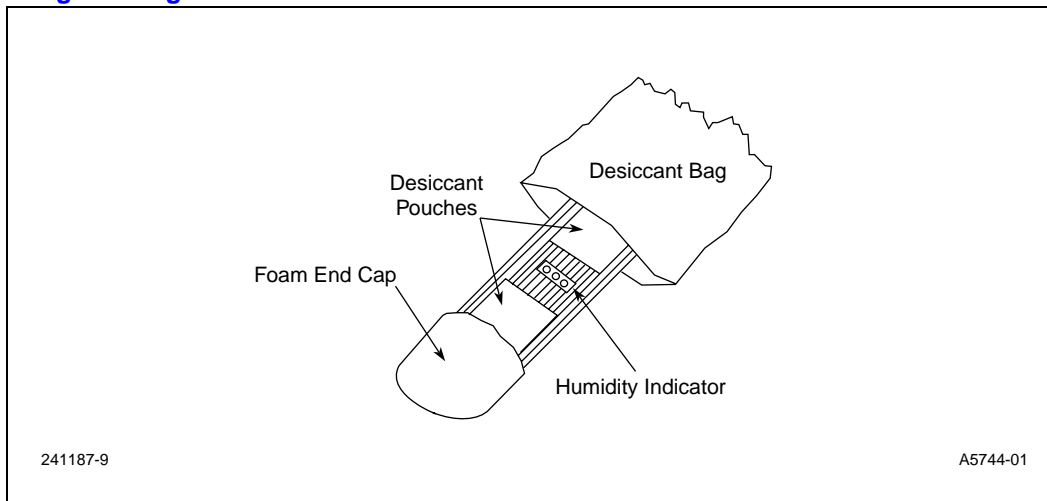 Desiccant Bag
Desiccant
Pouches
Foam End Cap
Humidity Indicator
241187-9
A5744-01